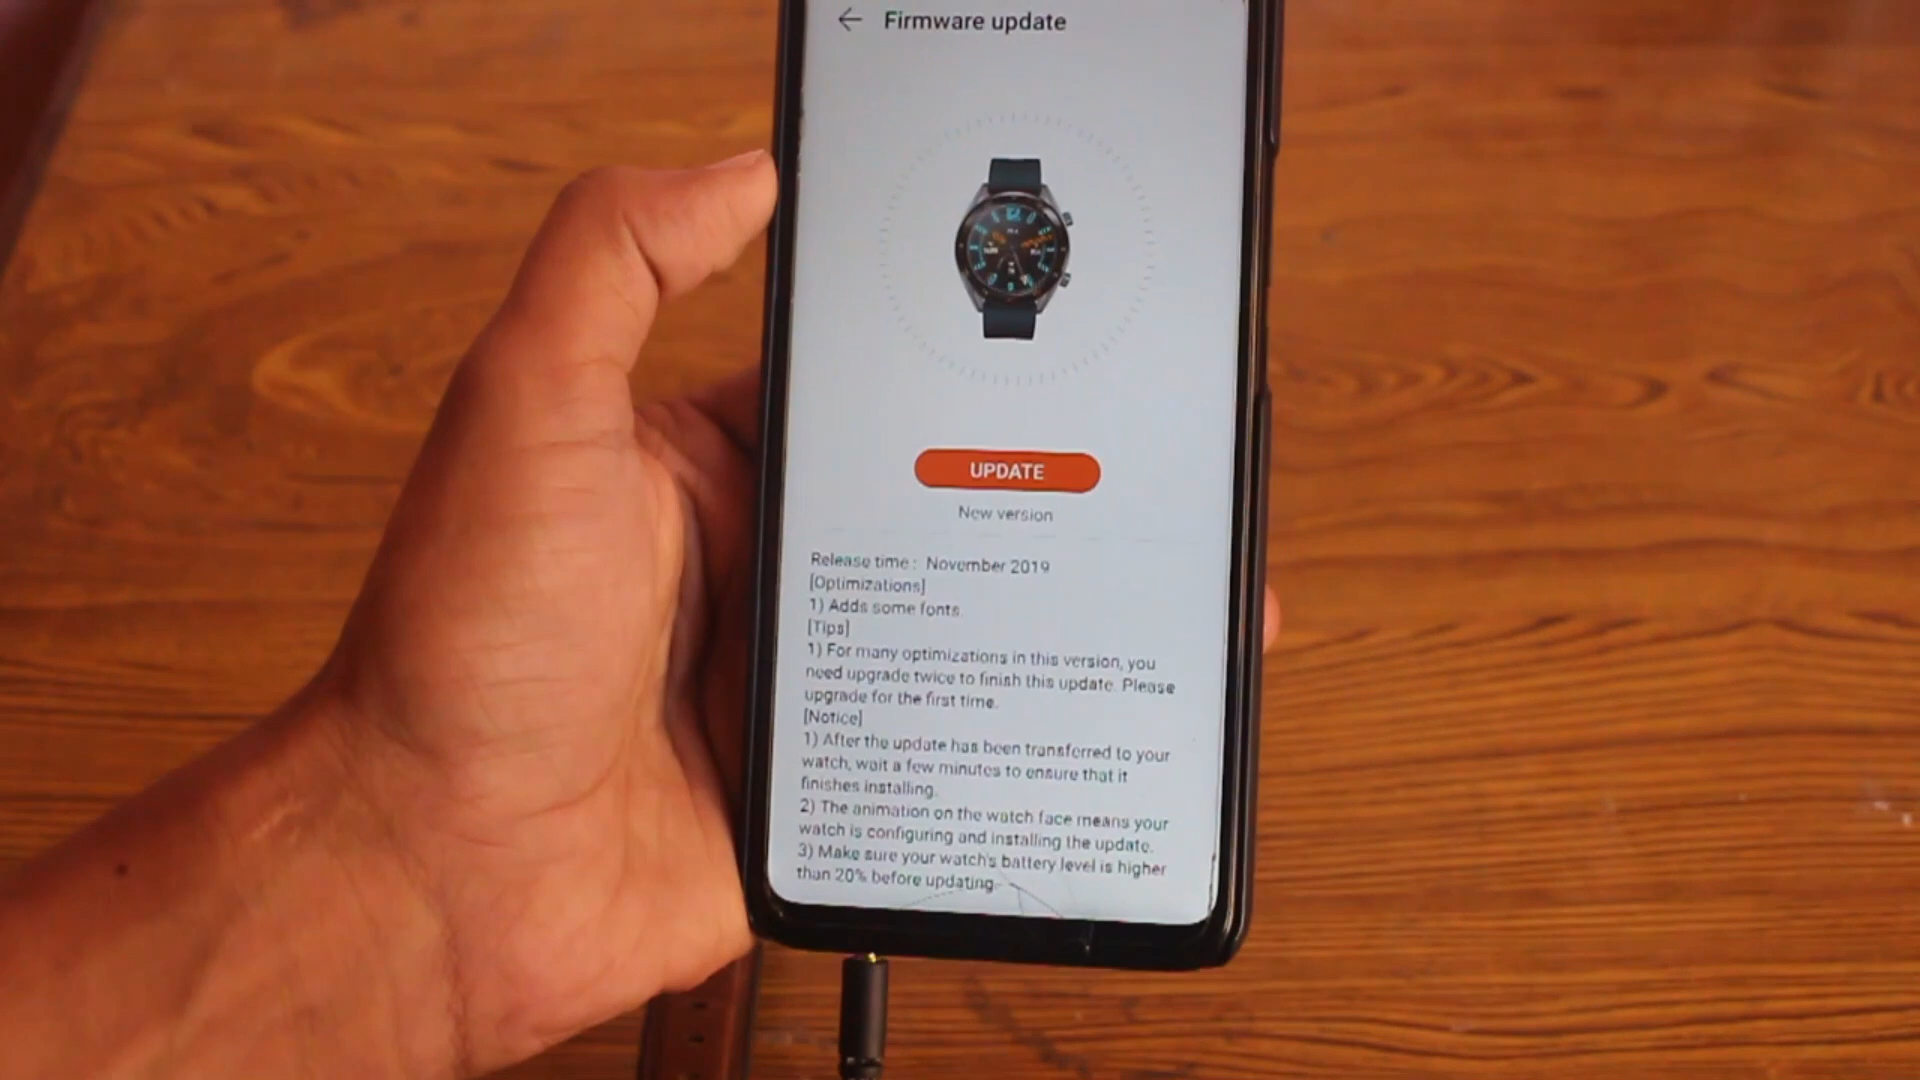 Firmware update
UPDATE
New version
Release time : November 2019
[Optimizations]
1) Adds some fonts.
[Tips]
1) For many optimizations in this version, you
need upgrade twice to finish this update. Please
upgrade for the first time.
[Notice]
1) After the update has been transferred to your
watch, wait a few minutes to ensure that it
finishes installing.
2) The animation on the watch face means your
watch is configuring and installing the update.
3) Make sure your watch's battery level is higher
than 20% before updating.